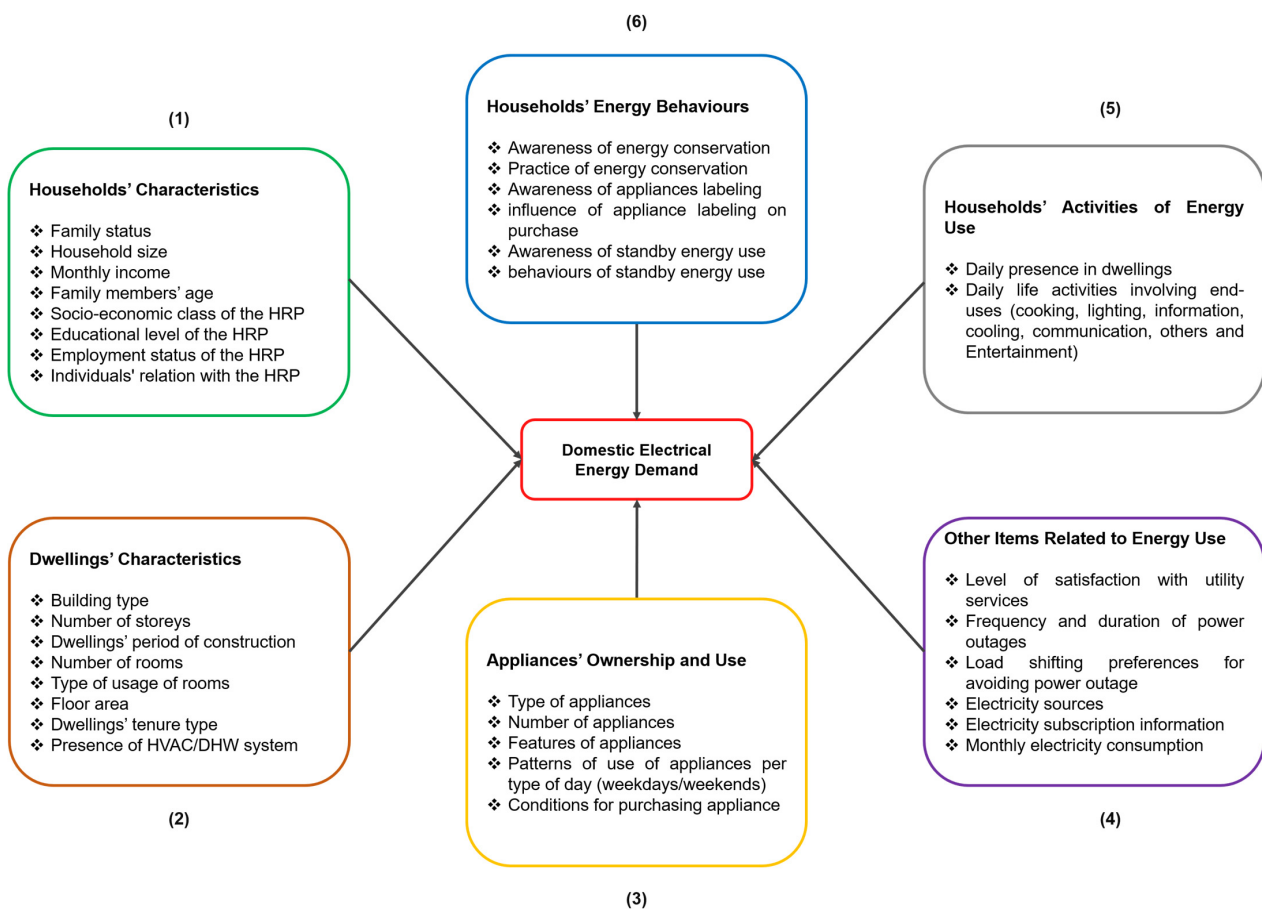 (6)
Households' Energy Behaviours
❖ Awareness of energy conservation
❖ Practice of energy conservation
❖ Awareness of appliances labeling
❖ influence of appliance labeling on
purchase
❖ Awareness of standby energy use
❖ behaviours of standby energy use
(1)
Households' Characteristics
❖ Family status
❖ Household size
❖ Monthly income
❖ Family members' age
❖ Socio-economic class of the HRP
❖ Educational level of the HRP
❖ Employment status of the HRP
❖ Individuals' relation with the HRP
(5)
Households' Activities of Energy
Use
❖ Daily presence in dwellings
❖ Daily life activities involving end-
uses (cooking, lighting, information,
cooling, communication, others and
Entertainment)
Domestic Electrical
Energy Demand
Dwellings' Characteristics
❖ Building type
❖ Number of storeys
❖ Dwellings' period of construction
❖ Number of rooms
❖ Type of usage of rooms
❖ Floor area
❖ Dwellings' tenure type
❖ Presence of HVAC/DHW system
(2)
Appliances' Ownership and Use
❖ Type of appliances
❖ Number of appliances
❖ Features of appliances
❖ Patterns of use of appliances per
type of day (weekdays/weekends)
❖ Conditions for purchasing appliance
(3)
Other Items Related to Energy Use
❖ Level of satisfaction with utility
services
❖ Frequency and duration of power
outages
❖ Load shifting preferences for
avoiding power outage
❖ Electricity sources
❖ Electricity subscription information
❖ Monthly electricity consumption
(4)